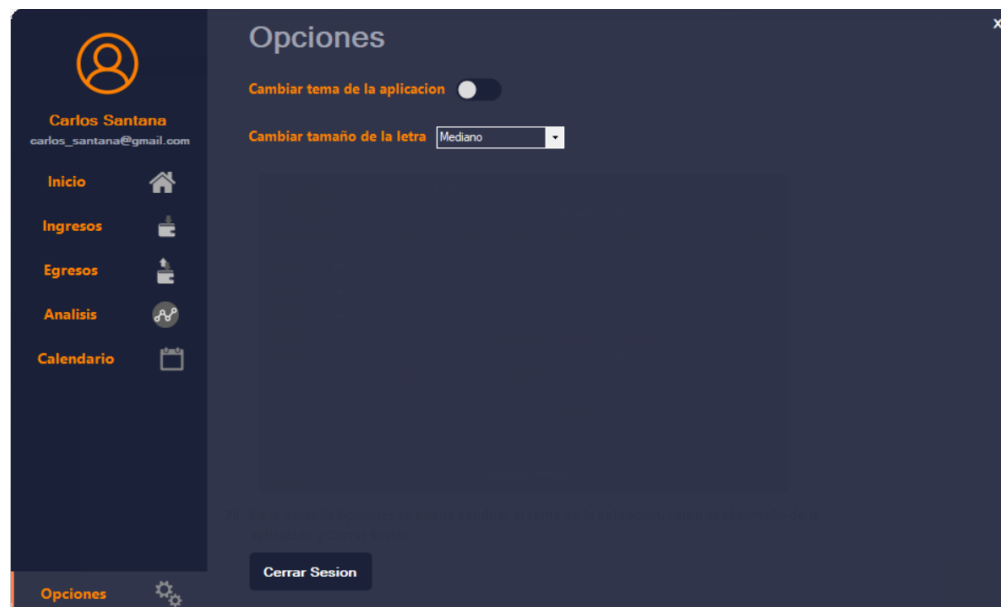 Opciones
x
Cambiar tema de la aplicacion
Cambiar tamaño de la letra Mediano
Carlos Santana
carlos_santana@gmail.com
Inicio
Ingresos
Egresos
Analisis
Calendario
Opciones
Cerrar Sesion